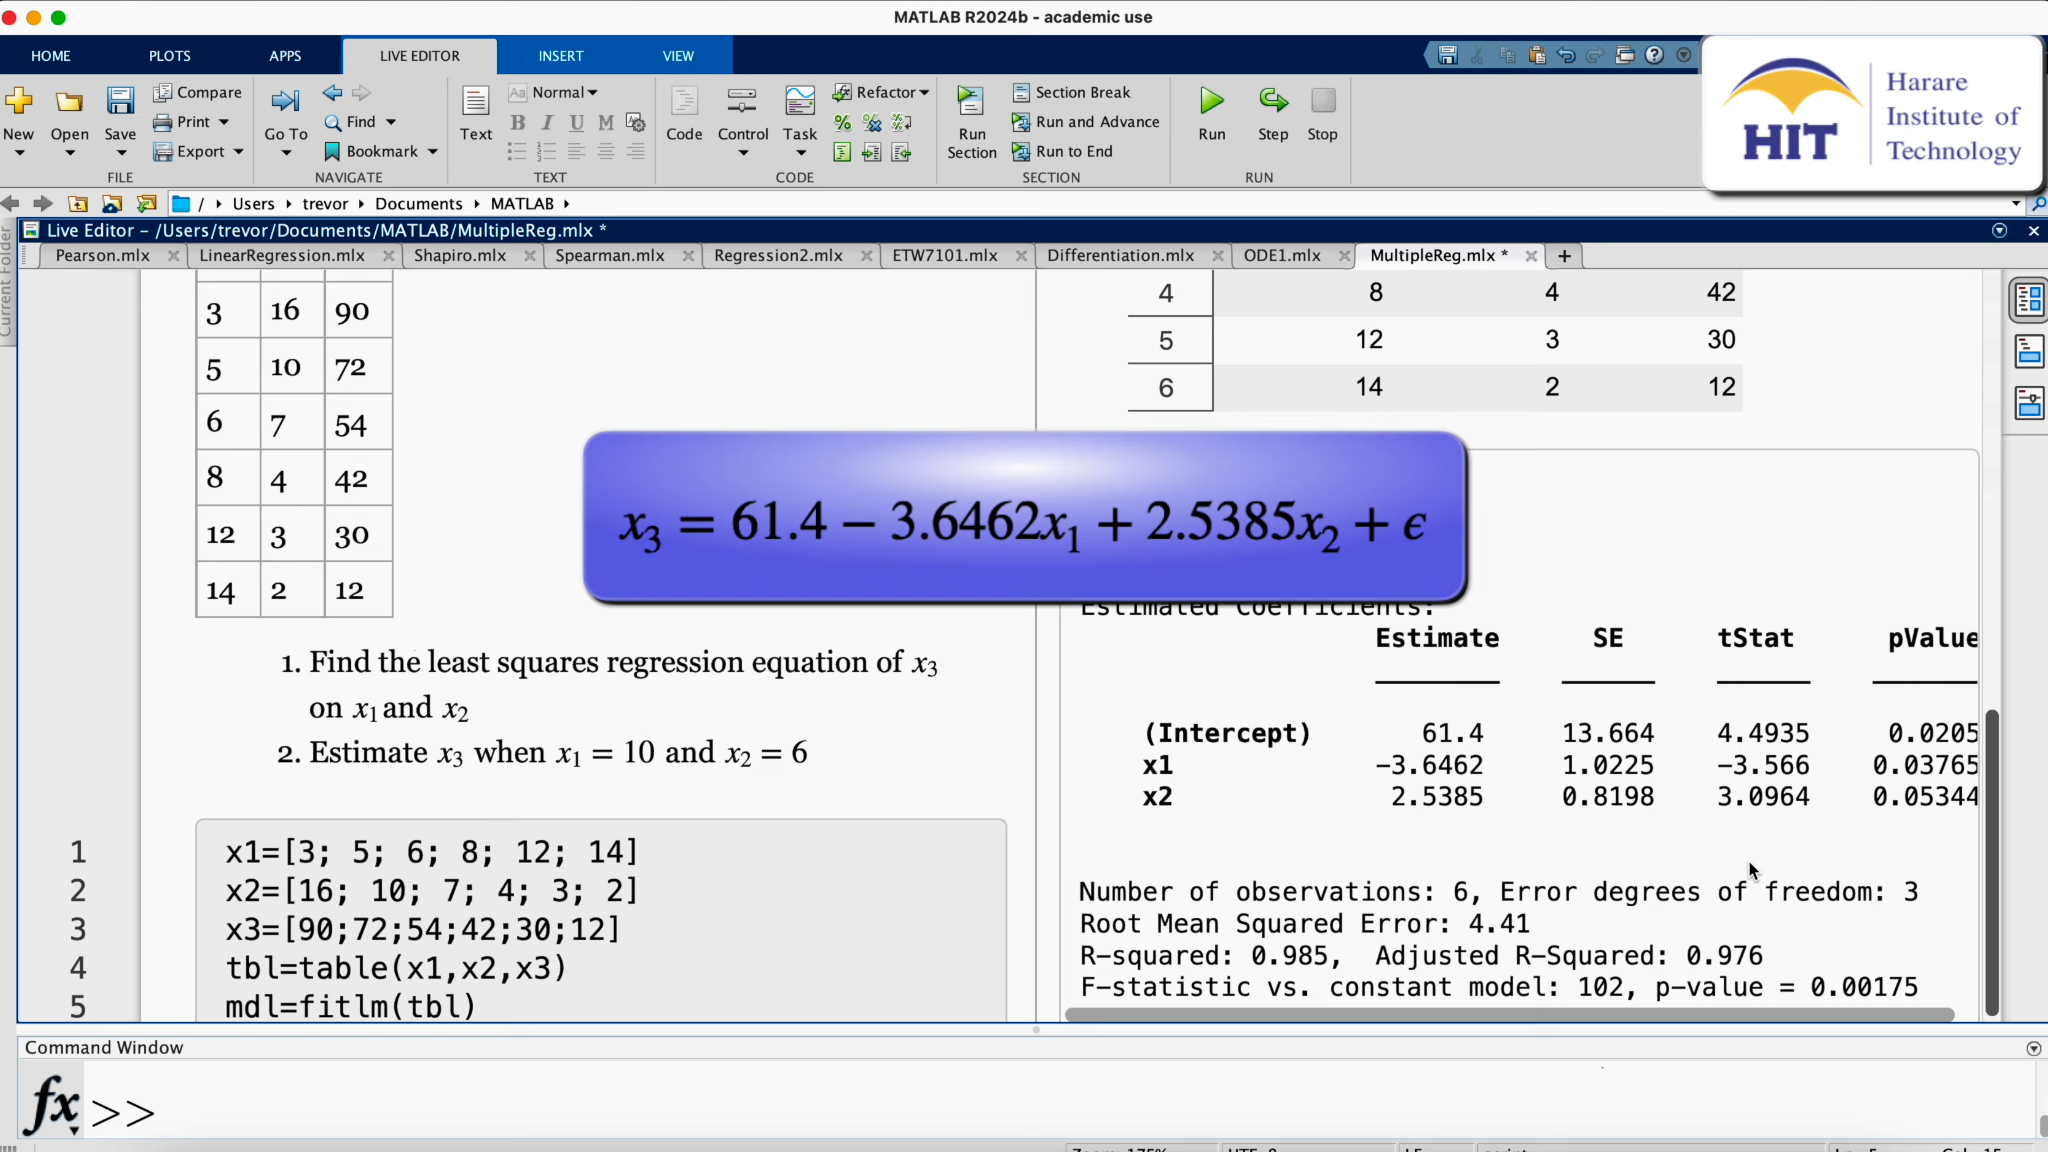 MATLAB R2024b - academic use
HOME PLOTS APPS LIVE EDITOR INSERT VIEW
Harare
Institute of
Technology
HIT
New Open Save Compare Print Export
FILE
Go To Find Bookmark
NAVIGATE
Text Aa Normal B I U M
TEXT
Code Control Task Refactor
CODE
Run Section Section Break Run and Advance Run to End
SECTION
Run Step Stop
RUN
/ Users trevor Documents MATLAB
Current Folder
Live Editor - /Users/trevor/Documents/MATLAB/MultipleReg.mlx *
Pearson.mlx LinearRegression.mlx Shapiro.mlx Spearman.mlx Regression2.mlx ETW7101.mlx Differentiation.mlx ODE1.mlx MultipleReg.mlx * +
3 16 90
5 10 72
6 7 54
8 4 42
12 3 30
14 2 12
1. Find the least squares regression equation of x₃
on x₁ and x₂
2. Estimate x₃ when x₁ = 10 and x₂ = 6
1 x1=[3; 5; 6; 8; 12; 14]
2 x2=[16; 10; 7; 4; 3; 2]
3 x3=[90;72;54;42;30;12]
4 tbl=table(x1,x2,x3)
5 mdl=fitlm(tbl)
4 8 4 42
5 12 3 30
6 14 2 12
x₃ = 61.4 − 3.6462x₁ + 2.5385x₂ + ϵ
Estimated Coefficients:
Estimate SE tStat pValue
(Intercept) 61.4 13.664 4.4935 0.0205
x1 −3.6462 1.0225 −3.566 0.03765
x2 2.5385 0.8198 3.0964 0.05344
Number of observations: 6, Error degrees of freedom: 3
Root Mean Squared Error: 4.41
R-squared: 0.985, Adjusted R-Squared: 0.976
F-statistic vs. constant model: 102, p-value = 0.00175
Command Window
fx >>